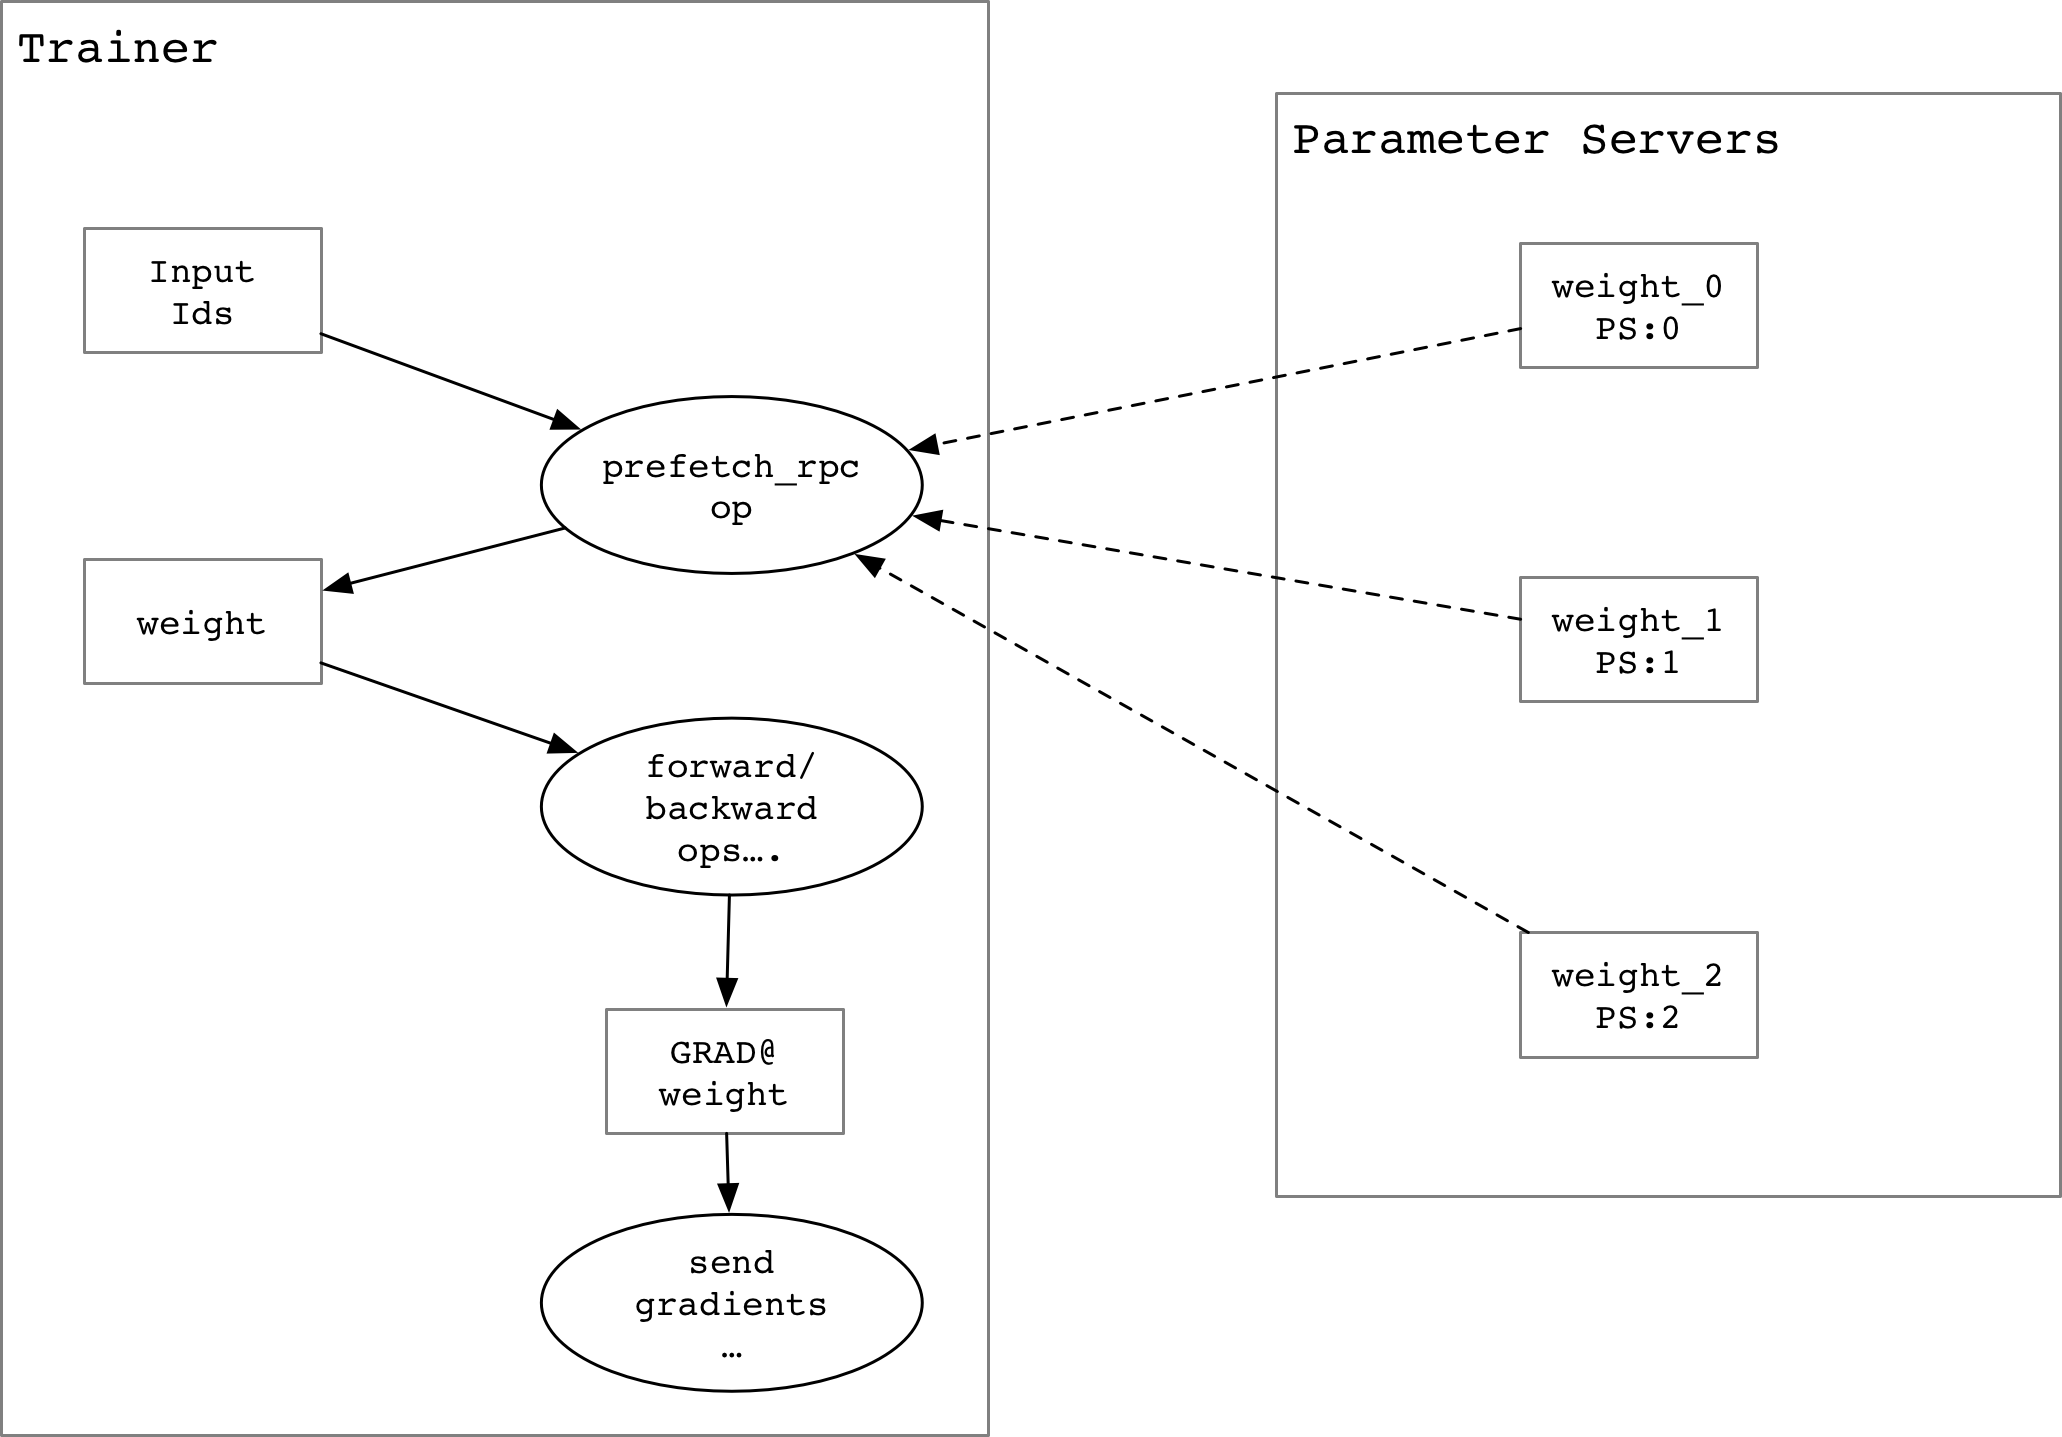 Trainer
Input
Ids
prefetch_rpc
op
weight
forward/
backward
ops….
GRAD@
weight
send
gradients
…
Parameter Servers
weight_0
PS:0
weight_1
PS:1
weight_2
PS:2